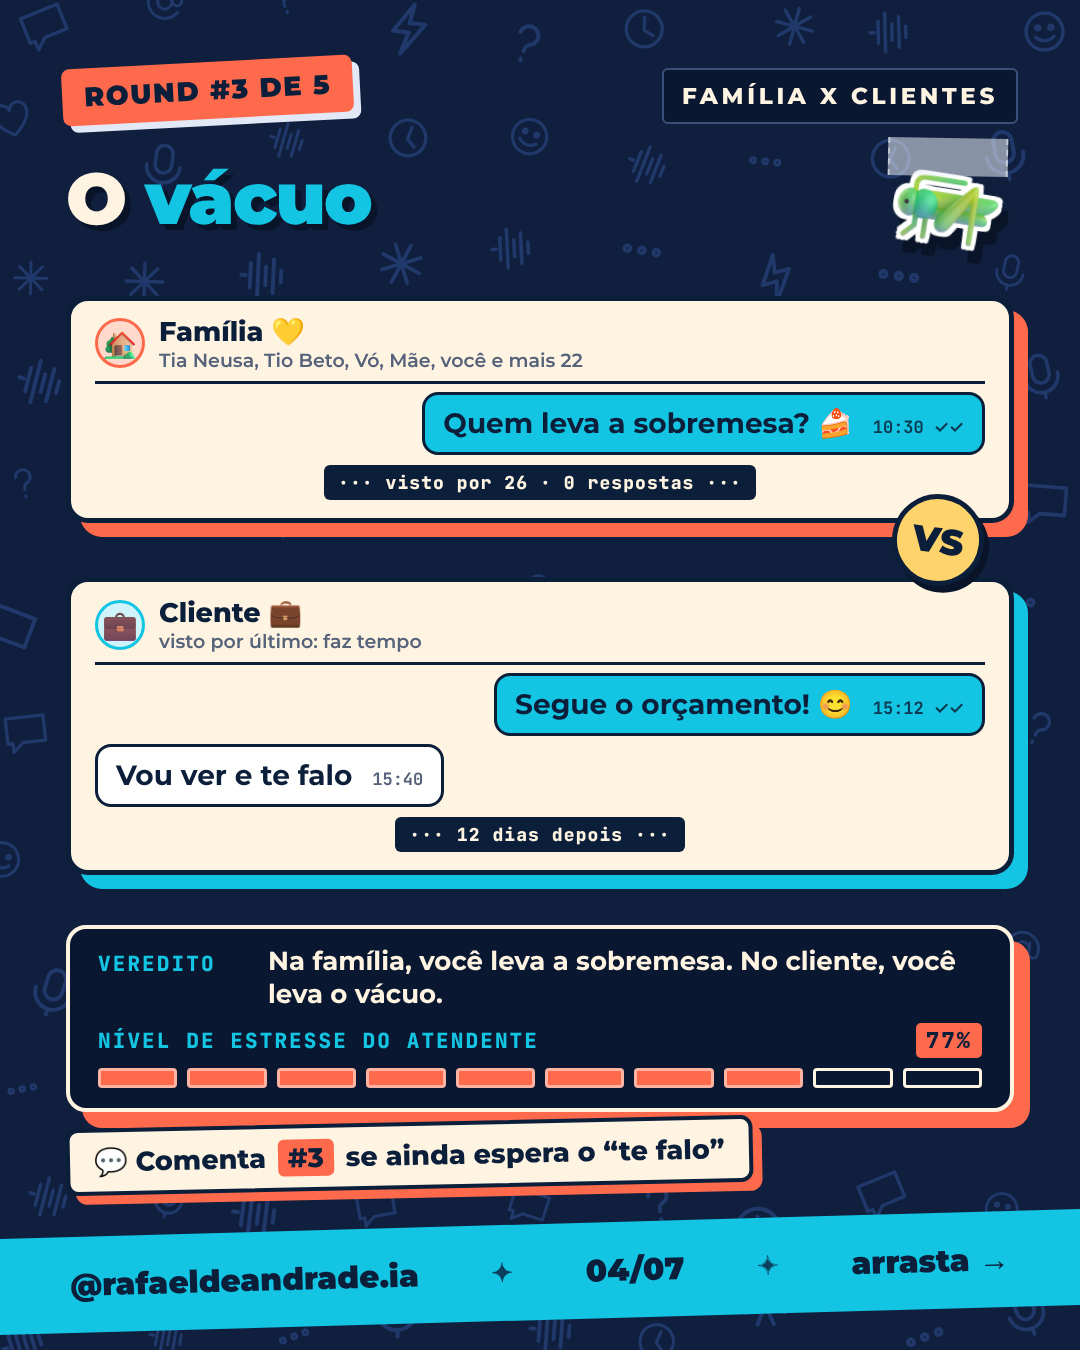 ROUND #3 DE 5
FAMÍLIA X CLIENTES
O vácuo
Família 💛
Tia Neusa, Tio Beto, Vó, Mãe, você e mais 22
Quem leva a sobremesa? 🍰 10:30 ✓✓
··· visto por 26 · 0 respostas ···
VS
Cliente 💼
visto por último: faz tempo
Segue o orçamento! 😊 15:12 ✓✓
Vou ver e te falo 15:40
··· 12 dias depois ···
VEREDITO
Na família, você leva a sobremesa. No cliente, você
leva o vácuo.
NÍVEL DE ESTRESSE DO ATENDENTE 77%
💬 Comenta #3 se ainda espera o “te falo”
@rafaeldeandrade.ia ✦ 04/07 ✦ arrasta →